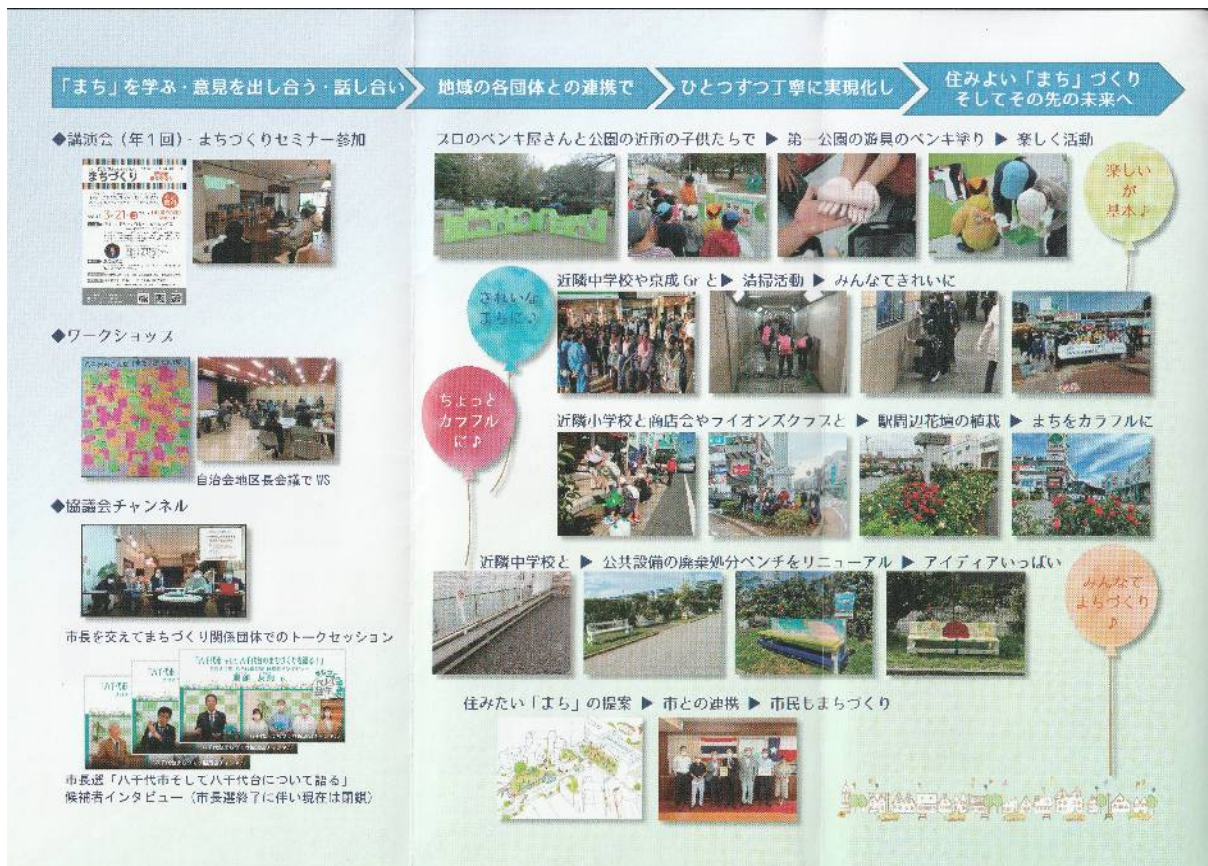 「まち」を学ぶ・意見を出し合う・話し合い
地域の各団体との連携で
ひとつずつ丁寧に実現化し
住みよい「まち」づくり
そしてその先の未来へ
◆講演会（年1回）- まちづくりセミナー参加
まちづくり
3-21
◆ワークショップ
自治会地区長会議でWS
◆協議会チャンネル
市長を交えてまちづくり関係団体でのトークセッション
市長選「八千代市そして八千代台について語る」
候補者インタビュー（市長選終了に伴い現在は閉鎖）
プロのペンキ屋さんと公園の近所の子供たちで ▶ 第一公園の遊具のペンキ塗り ▶ 楽しく活動
楽しい
が
基本♪
近隣中学校や京成Grと ▶ 清掃活動 ▶ みんなできれいに
きれいな
まちに♪
ちょっと
カラフル
に♪
近隣小学校と商店会やライオンズクラブと ▶ 駅周辺花壇の植栽 ▶ まちをカラフルに
近隣中学校と ▶ 公共設備の廃棄処分ベンチをリニューアル ▶ アイディアいっぱい
みんなで
まちづくり
♪
住みたい「まち」の提案 ▶ 市との連携 ▶ 市民もまちづくり